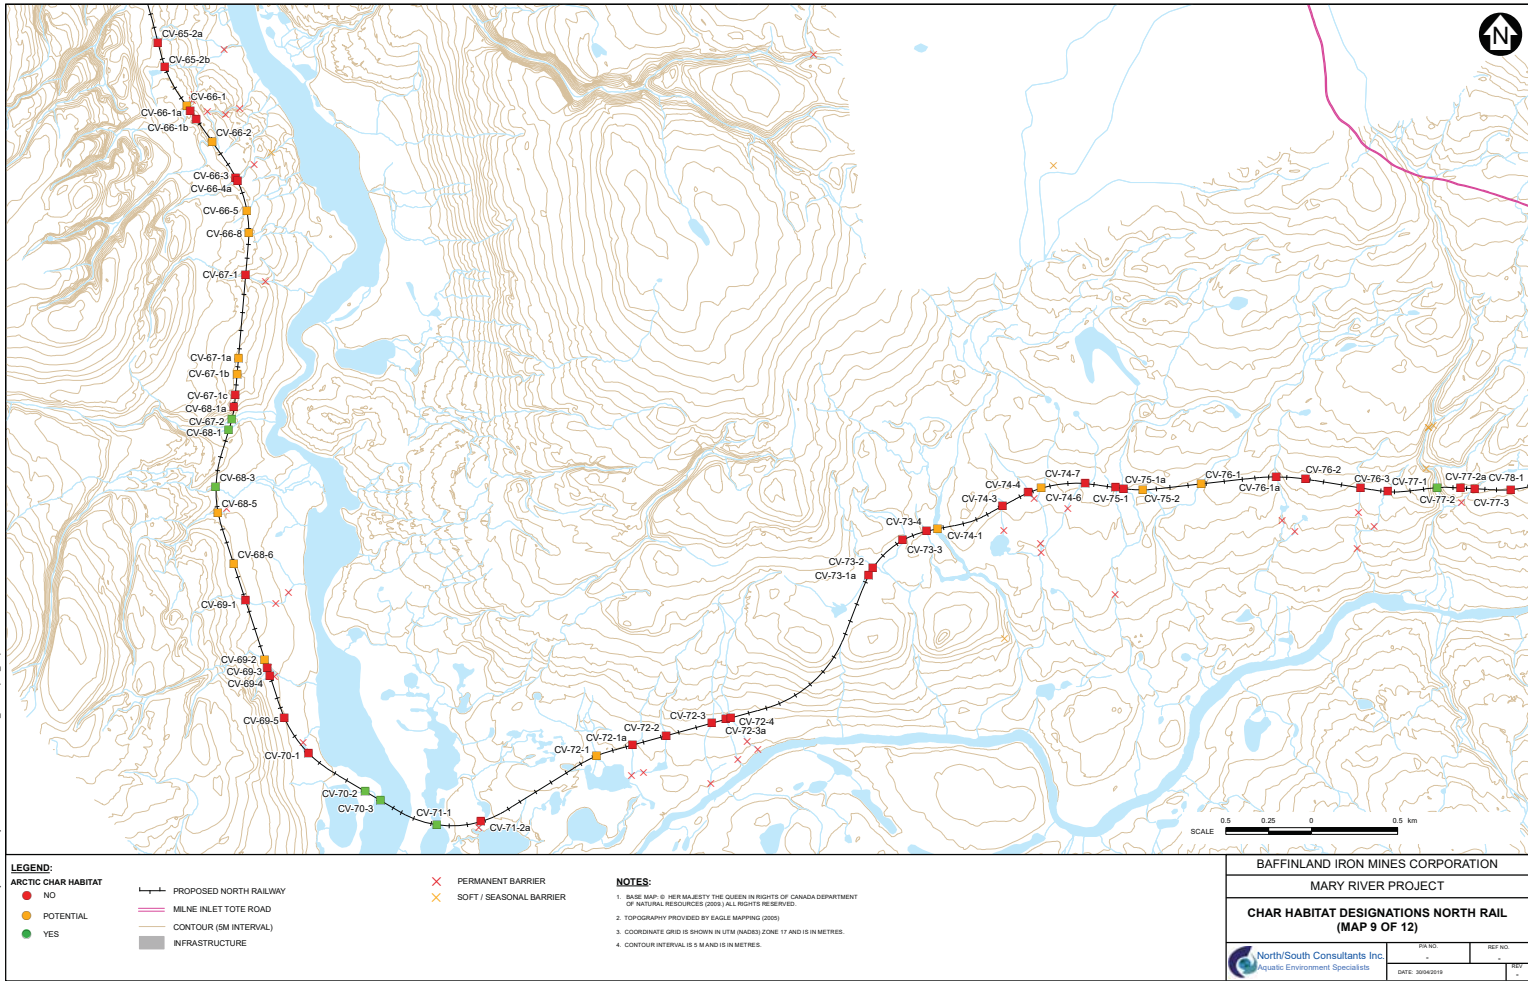 CV-65-2a
CV-65-2b
CV-66-1
CV-66-1a
CV-66-1b
CV-66-2
CV-66-3
CV-66-4a
CV-66-5
CV-66-8
CV-67-1
CV-67-1a
CV-67-1b
CV-67-1c
CV-68-1a
CV-67-2
CV-68-1
CV-68-3
CV-68-5
CV-68-6
CV-69-1
CV-69-2
CV-69-3
CV-69-4
CV-69-5
CV-70-1
CV-70-2
CV-70-3
CV-71-1
CV-71-2a
CV-72-1
CV-72-1a
CV-72-2
CV-72-3
CV-72-4
CV-72-3a
CV-73-1a
CV-73-2
CV-73-4
CV-73-3
CV-74-1
CV-74-3
CV-74-4
CV-74-7
CV-74-6
CV-75-1
CV-75-1a
CV-75-2
CV-76-1
CV-76-1a
CV-76-2
CV-76-3
CV-77-1
CV-77-2
CV-77-2a
CV-77-3
CV-78-1
N
SCALE 0.5 0.25 0 0.5 km
LEGEND:
ARCTIC CHAR HABITAT
NO
POTENTIAL
YES
PROPOSED NORTH RAILWAY
MILNE INLET TOTE ROAD
CONTOUR (5M INTERVAL)
INFRASTRUCTURE
PERMANENT BARRIER
SOFT / SEASONAL BARRIER
NOTES:
1. BASE MAP: © HER MAJESTY THE QUEEN IN RIGHTS OF CANADA DEPARTMENT
OF NATURAL RESOURCES (2009.) ALL RIGHTS RESERVED.
2. TOPOGRAPHY PROVIDED BY EAGLE MAPPING (2005)
3. COORDINATE GRID IS SHOWN IN UTM (NAD83) ZONE 17 AND IS IN METRES.
4. CONTOUR INTERVAL IS 5 M AND IS IN METRES.
BAFFINLAND IRON MINES CORPORATION
MARY RIVER PROJECT
CHAR HABITAT DESIGNATIONS NORTH RAIL
(MAP 9 OF 12)
North/South Consultants Inc.
Aquatic Environment Specialists
P/A NO.
-
REF NO.
-
DATE: 30/04/2019
REV
-